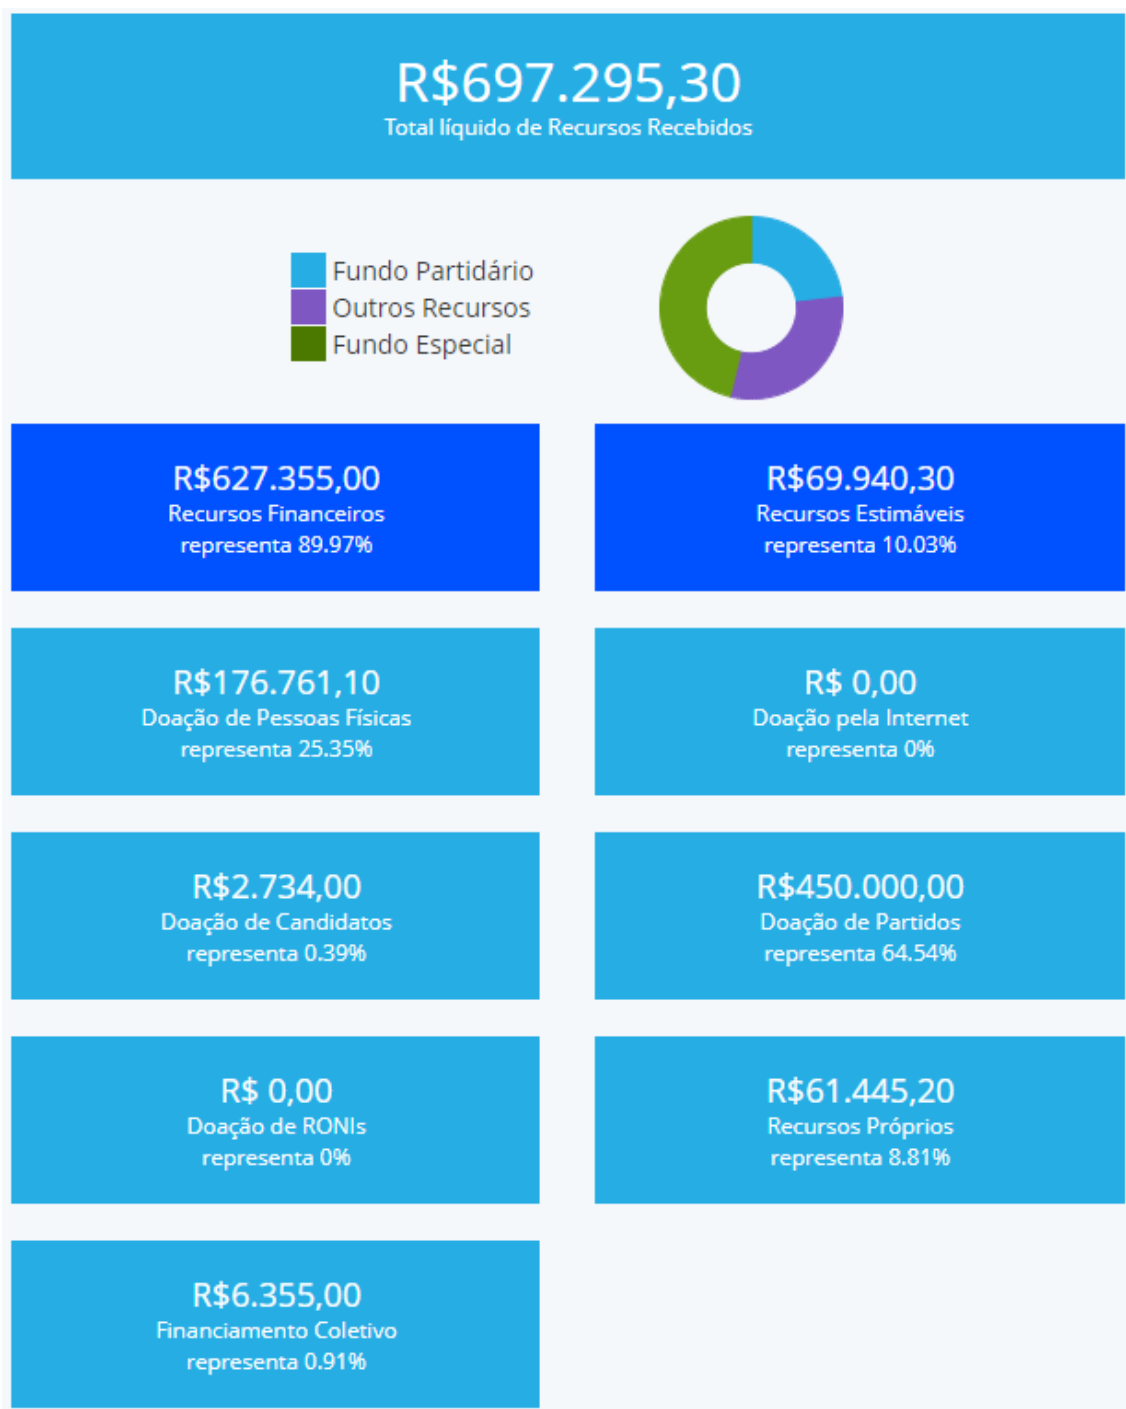 R$697.295,30
Total líquido de Recursos Recebidos
Fundo Partidário
Outros Recursos
Fundo Especial
R$627.355,00
Recursos Financeiros
representa 89.97%
R$69.940,30
Recursos Estimáveis
representa 10.03%
R$176.761,10
Doação de Pessoas Físicas
representa 25.35%
R$ 0,00
Doação pela Internet
representa 0%
R$2.734,00
Doação de Candidatos
representa 0.39%
R$450.000,00
Doação de Partidos
representa 64.54%
R$ 0,00
Doação de RONIs
representa 0%
R$61.445,20
Recursos Próprios
representa 8.81%
R$6.355,00
Financiamento Coletivo
representa 0.91%